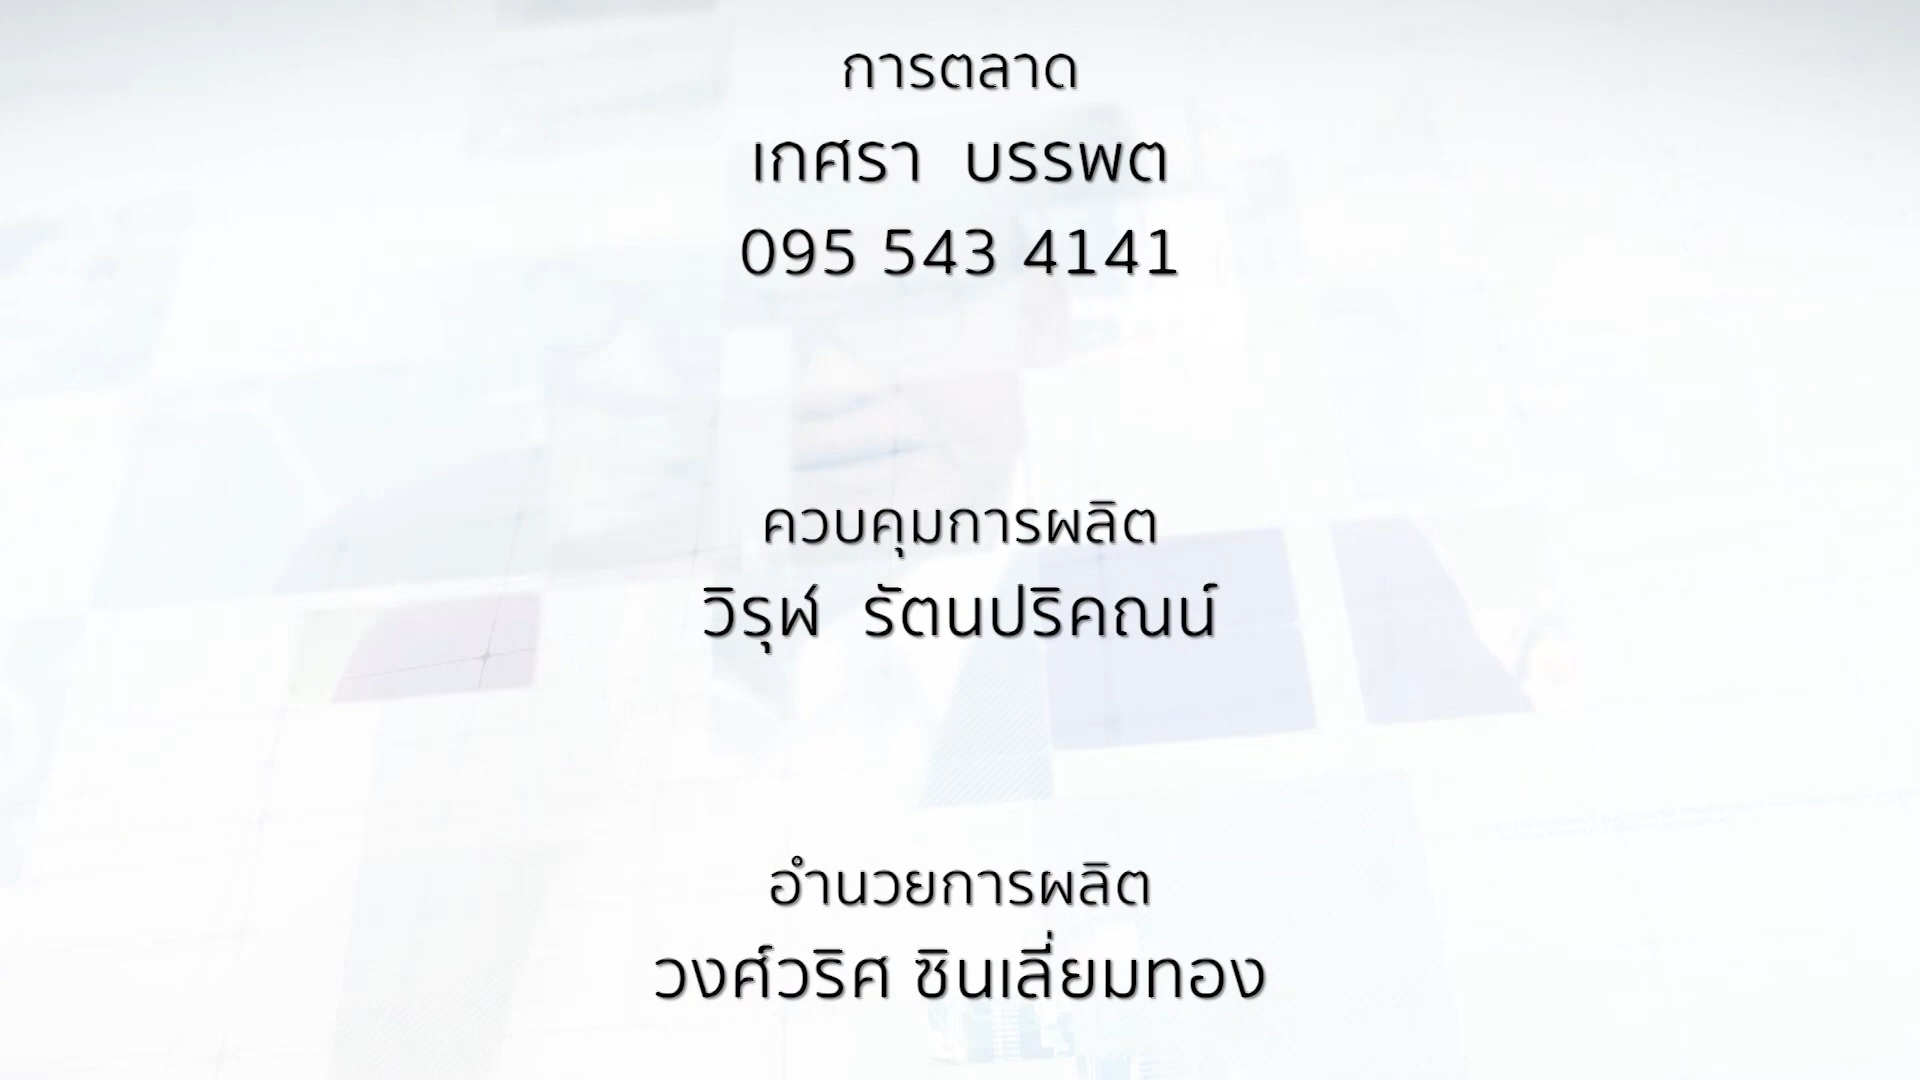 การตลาด
เกศรา บรรพต
095 543 4141
ควบคุมการผลิต
วิรุฬ รัตนปริคณน์
อำนวยการผลิต
วงศ์วริศ ซินเลี่ยมทอง